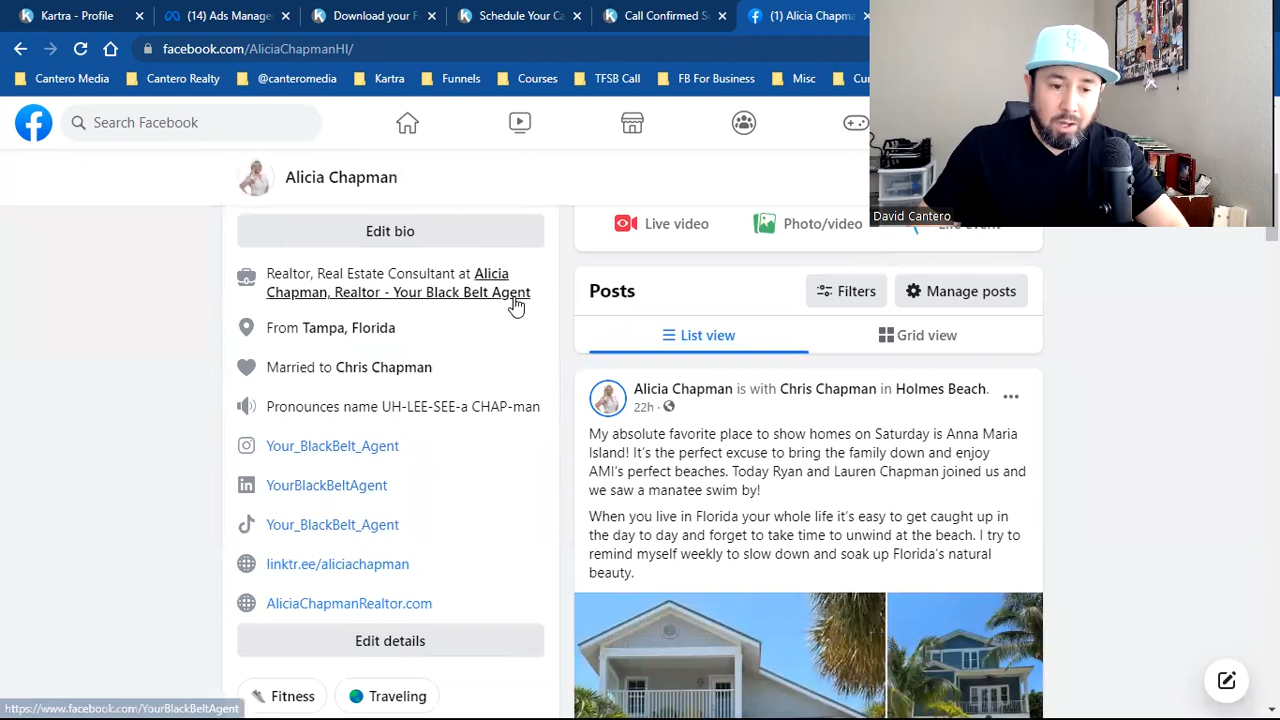 Kartra - Profile
(14) Ads Manage
Download your F
Schedule Your Ca
Call Confirmed S
(1) Alicia Chapma
facebook.com/AliciaChapmanHI/
Cantero Media
Cantero Realty
@canteromedia
Kartra
Funnels
Courses
TFSB Call
FB For Business
Misc
Search Facebook
David Cantero
Alicia Chapman
Edit bio
Realtor, Real Estate Consultant at Alicia
Chapman, Realtor - Your Black Belt Agent
From Tampa, Florida
Married to Chris Chapman
Pronounces name UH-LEE-SEE-a CHAP-man
Your_BlackBelt_Agent
YourBlackBeltAgent
Your_BlackBelt_Agent
linktr.ee/aliciachapman
AliciaChapmanRealtor.com
Edit details
Fitness
Traveling
https://www.facebook.com/YourBlackBeltAgent
Live video
Photo/video
Life event
Posts
Filters
Manage posts
List view
Grid view
Alicia Chapman is with Chris Chapman in Holmes Beach.
22h ·
My absolute favorite place to show homes on Saturday is Anna Maria
Island! It's the perfect excuse to bring the family down and enjoy
AMI's perfect beaches. Today Ryan and Lauren Chapman joined us and
we saw a manatee swim by!
When you live in Florida your whole life it's easy to get caught up in
the day to day and forget to take time to unwind at the beach. I try to
remind myself weekly to slow down and soak up Florida's natural
beauty.